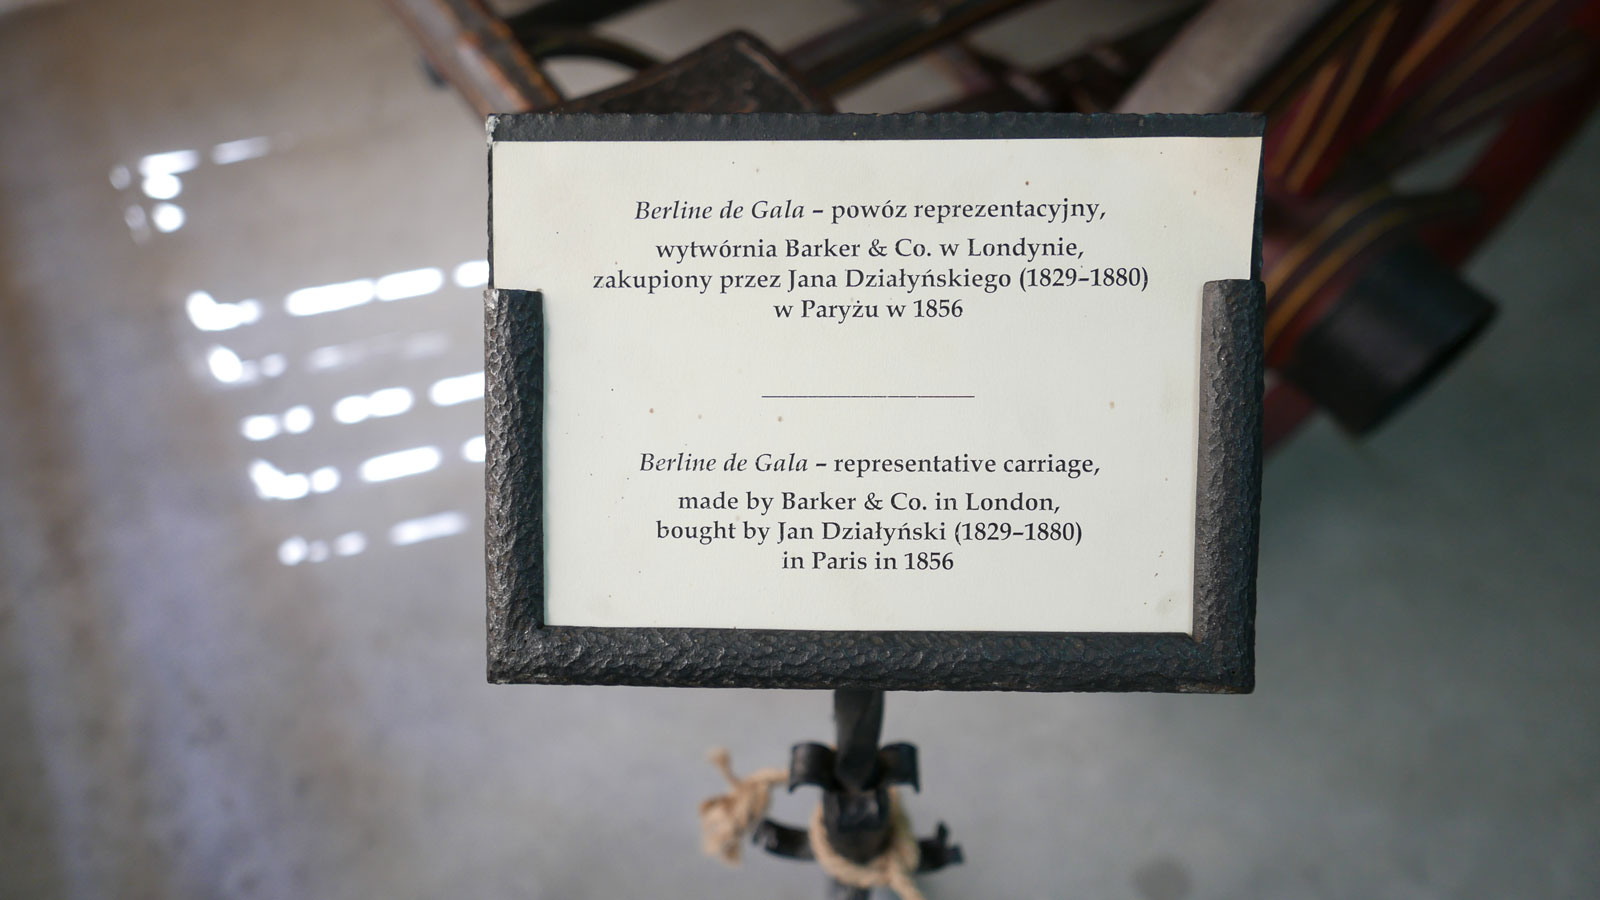 Berline de Gala – powóz reprezentacyjny,
wytwórnia Barker & Co. w Londynie,
zakupiony przez Jana Działyńskiego (1829–1880)
w Paryżu w 1856
Berline de Gala – representative carriage,
made by Barker & Co. in London,
bought by Jan Działyński (1829–1880)
in Paris in 1856